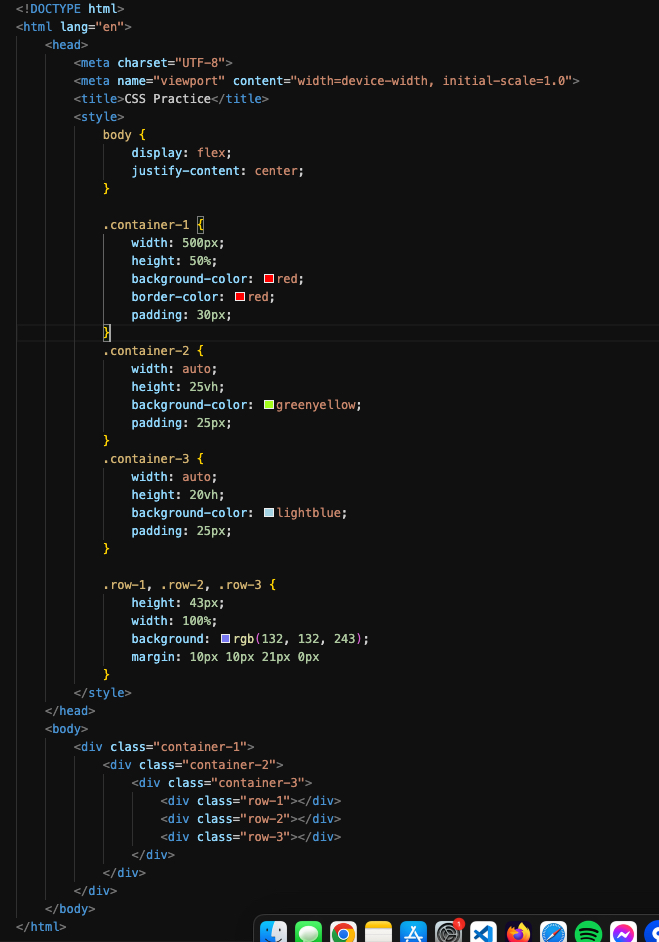 <!DOCTYPE html>
<html lang="en">
    <head>
        <meta charset="UTF-8">
        <meta name="viewport" content="width=device-width, initial-scale=1.0">
        <title>CSS Practice</title>
        <style>
            body {
                display: flex;
                justify-content: center;
            }

            .container-1 {
                width: 500px;
                height: 50%;
                background-color: red;
                border-color: red;
                padding: 30px;
            }
            .container-2 {
                width: auto;
                height: 25vh;
                background-color: greenyellow;
                padding: 25px;
            }
            .container-3 {
                width: auto;
                height: 20vh;
                background-color: lightblue;
                padding: 25px;
            }

            .row-1, .row-2, .row-3 {
                height: 43px;
                width: 100%;
                background: rgb(132, 132, 243);
                margin: 10px 10px 21px 0px
            }
        </style>
    </head>
    <body>
        <div class="container-1">
            <div class="container-2">
                <div class="container-3">
                    <div class="row-1"></div>
                    <div class="row-2"></div>
                    <div class="row-3"></div>
                </div>
            </div>
        </div>
    </body>
</html>
1